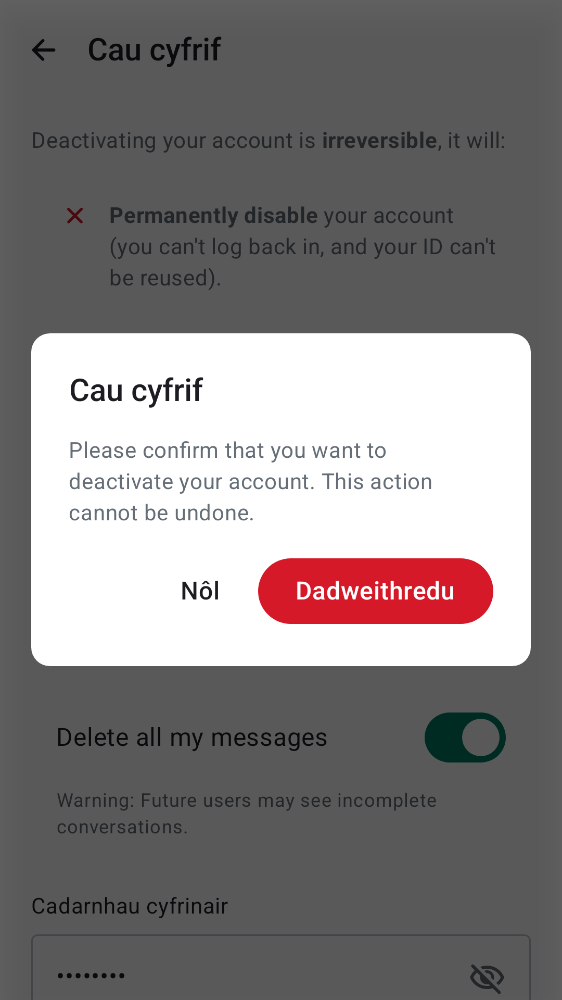 Cau cyfrif
Deactivating your account is irreversible, it will:
Permanently disable your account
(you can't log back in, and your ID can't
be reused).
Cau cyfrif
Please confirm that you want to
deactivate your account. This action
cannot be undone.
Nôl
Dadweithredu
Delete all my messages
Warning: Future users may see incomplete
conversations.
Cadarnhau cyfrinair
••••••••